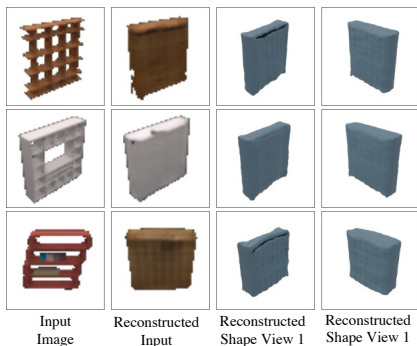 Input
Image
Reconstructed
Input
Reconstructed
Shape View 1
Reconstructed
Shape View 1